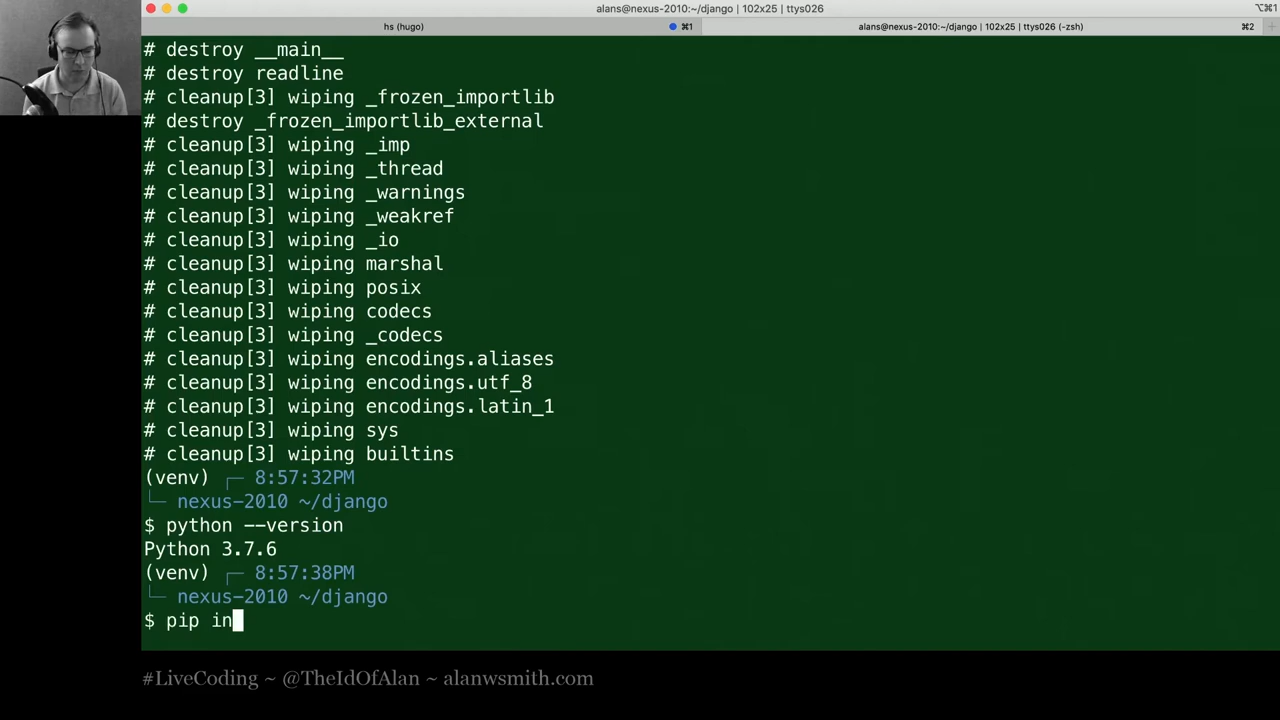 alans@nexus-2010:~/django | 102x25 | ttys026
⌥⌘1
hs (hugo)
⌘1
alans@nexus-2010:~/django | 102x25 | ttys026 (-zsh)
⌘2
# destroy __main__
# destroy readline
# cleanup[3] wiping _frozen_importlib
# destroy _frozen_importlib_external
# cleanup[3] wiping _imp
# cleanup[3] wiping _thread
# cleanup[3] wiping _warnings
# cleanup[3] wiping _weakref
# cleanup[3] wiping _io
# cleanup[3] wiping marshal
# cleanup[3] wiping posix
# cleanup[3] wiping codecs
# cleanup[3] wiping _codecs
# cleanup[3] wiping encodings.aliases
# cleanup[3] wiping encodings.utf_8
# cleanup[3] wiping encodings.latin_1
# cleanup[3] wiping sys
# cleanup[3] wiping builtins
(venv) ┌─ 8:57:32PM
└─ nexus-2010 ~/django
$ python --version
Python 3.7.6
(venv) ┌─ 8:57:38PM
└─ nexus-2010 ~/django
$ pip in
#LiveCoding ~ @TheIdOfAlan ~ alanwsmith.com